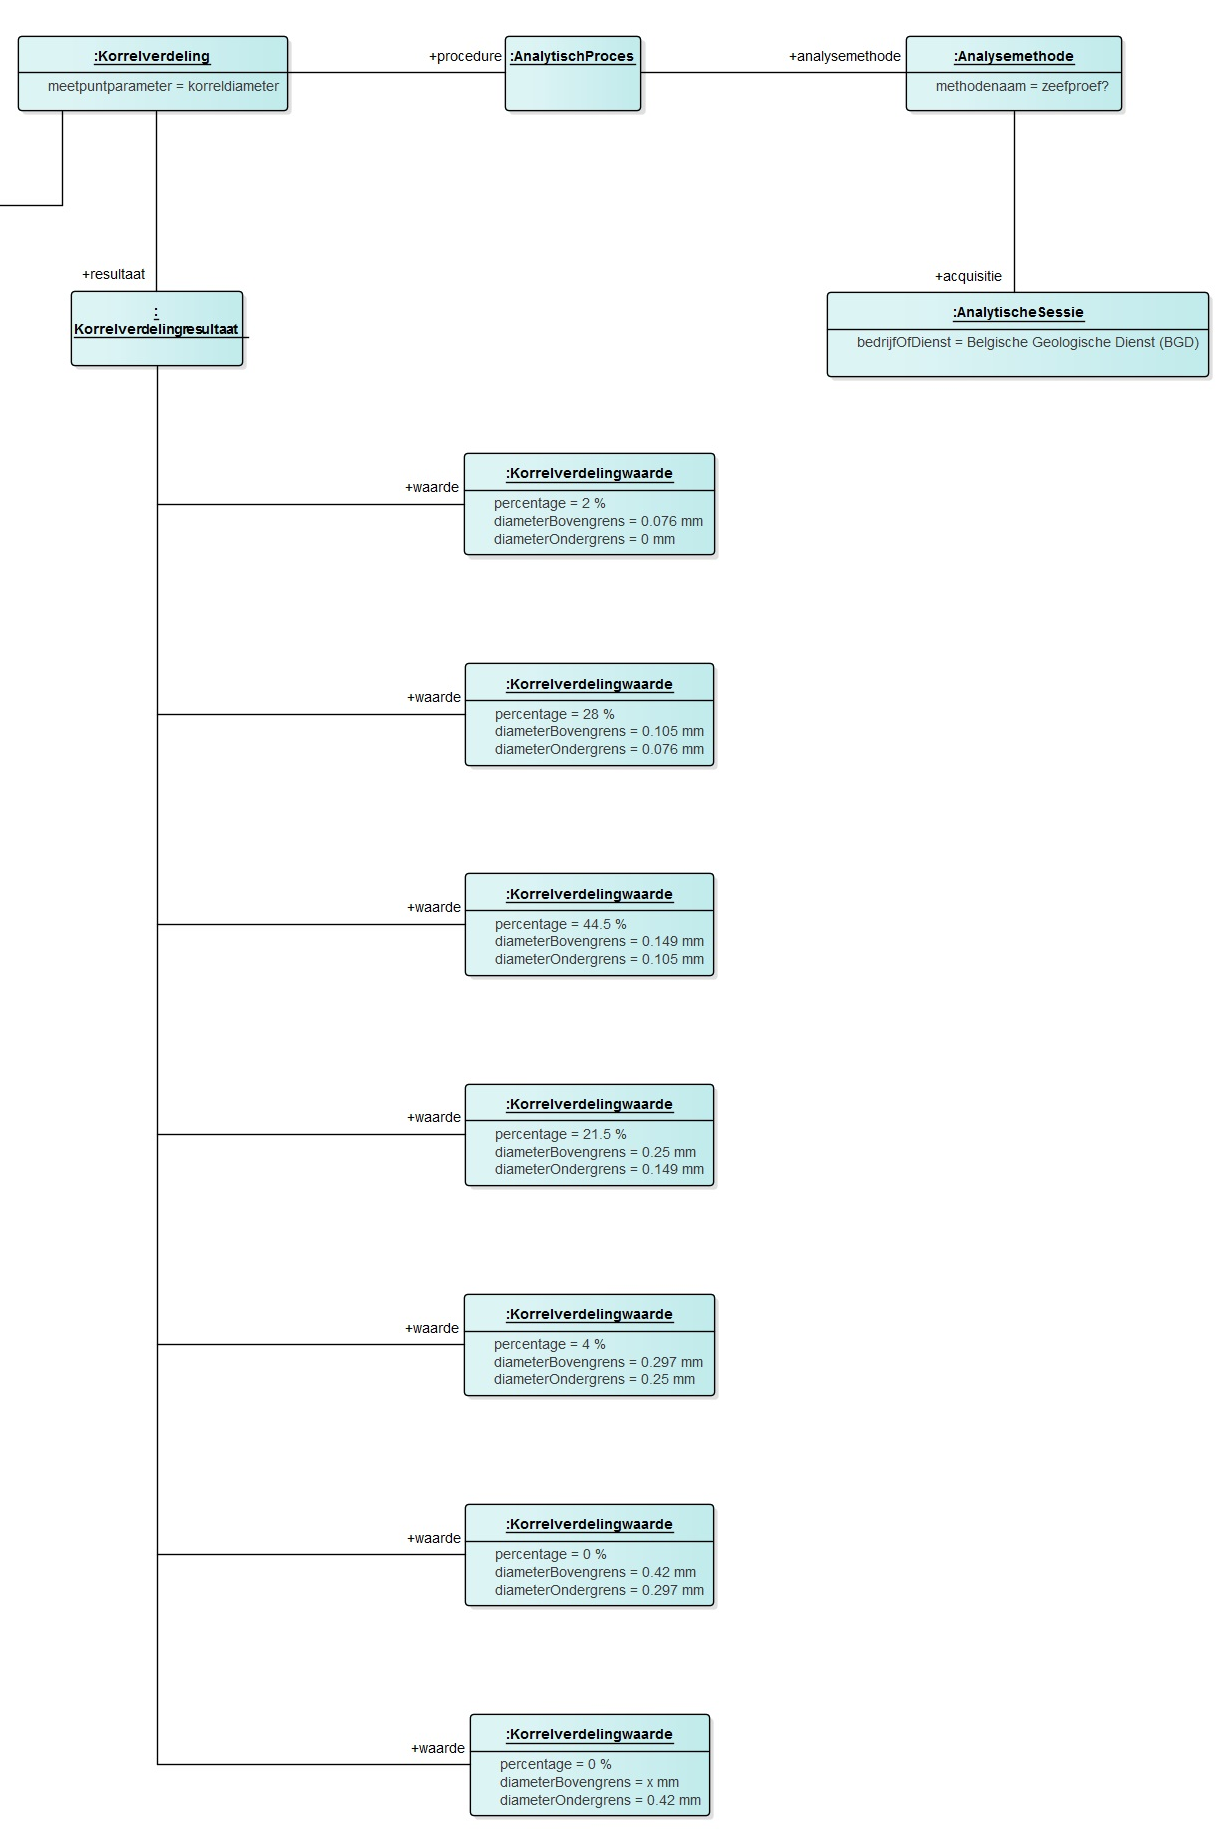 :Korrelverdeling
meetpuntparameter = korreldiameter
+procedure
:AnalytischProces
+analysemethode
:Analysemethode
methodenaam = zeefproef?
+resultaat
:
Korrelverdelingresultaat
+acquisitie
:AnalytischeSessie
bedrijfOfDienst = Belgische Geologische Dienst (BGD)
+waarde
:Korrelverdelingwaarde
percentage = 2 %
diameterBovengrens = 0.076 mm
diameterOndergrens = 0 mm
+waarde
:Korrelverdelingwaarde
percentage = 28 %
diameterBovengrens = 0.105 mm
diameterOndergrens = 0.076 mm
+waarde
:Korrelverdelingwaarde
percentage = 44.5 %
diameterBovengrens = 0.149 mm
diameterOndergrens = 0.105 mm
+waarde
:Korrelverdelingwaarde
percentage = 21.5 %
diameterBovengrens = 0.25 mm
diameterOndergrens = 0.149 mm
+waarde
:Korrelverdelingwaarde
percentage = 4 %
diameterBovengrens = 0.297 mm
diameterOndergrens = 0.25 mm
+waarde
:Korrelverdelingwaarde
percentage = 0 %
diameterBovengrens = 0.42 mm
diameterOndergrens = 0.297 mm
+waarde
:Korrelverdelingwaarde
percentage = 0 %
diameterBovengrens = x mm
diameterOndergrens = 0.42 mm